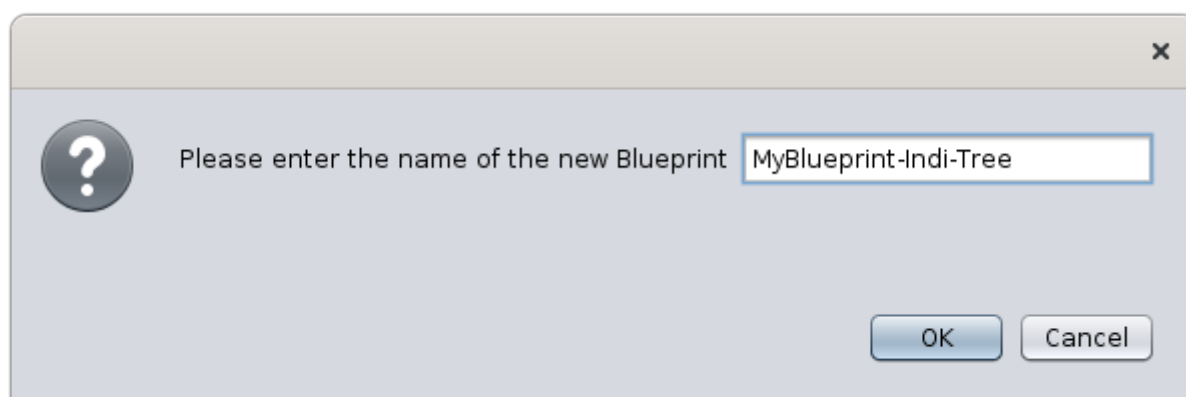 Please enter the name of the new Blueprint MyBlueprint-Indi-Tree
OK Cancel